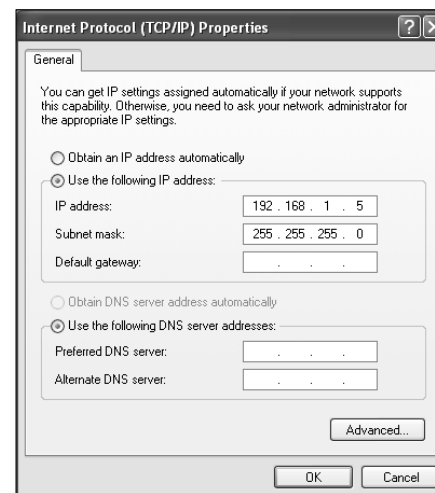 Internet Protocol (TCP/IP) Properties
General
You can get IP settings assigned automatically if your network supports
this capability. Otherwise, you need to ask your network administrator for
the appropriate IP settings.
Obtain an IP address automatically
Use the following IP address:
IP address: 192 . 168 . 1 . 5
Subnet mask: 255 . 255 . 255 . 0
Default gateway: . . .
Obtain DNS server address automatically
Use the following DNS server addresses:
Preferred DNS server: . . .
Alternate DNS server: . . .
Advanced...
OK Cancel